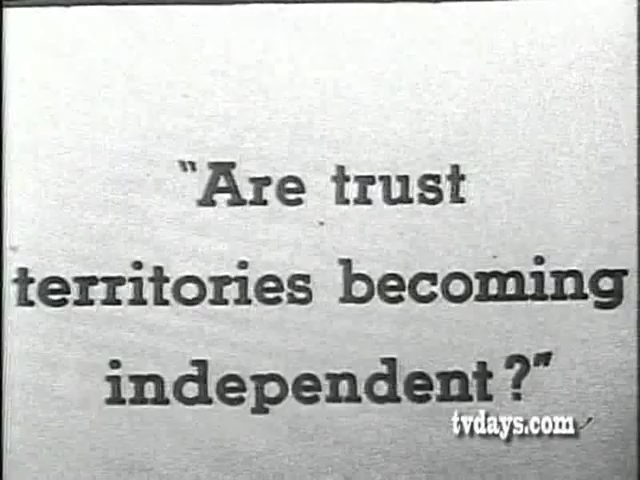 "Are trust
territories becoming
independent?"
tvdays.com